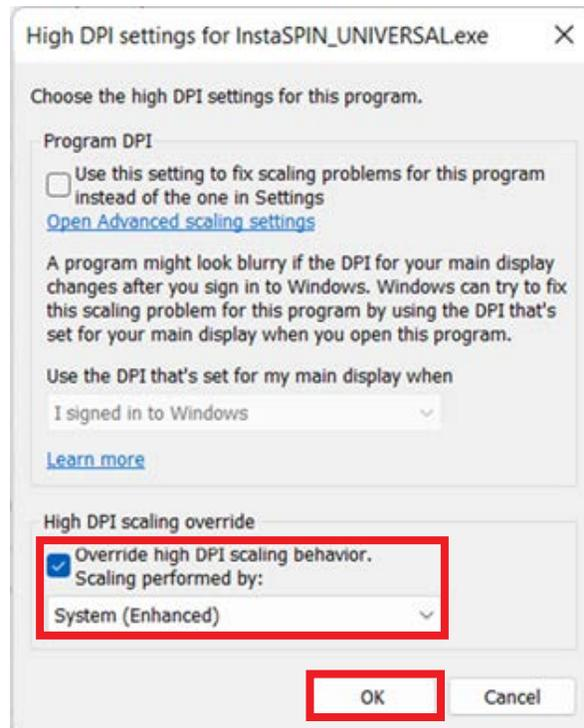 High DPI settings for InstaSPIN_UNIVERSAL.exe
Choose the high DPI settings for this program.
Program DPI
Use this setting to fix scaling problems for this program
instead of the one in Settings
Open Advanced scaling settings
A program might look blurry if the DPI for your main display
changes after you sign in to Windows. Windows can try to fix
this scaling problem for this program by using the DPI that's
set for your main display when you open this program.
Use the DPI that's set for my main display when
I signed in to Windows
Learn more
High DPI scaling override
Override high DPI scaling behavior.
Scaling performed by:
System (Enhanced)
OK
Cancel